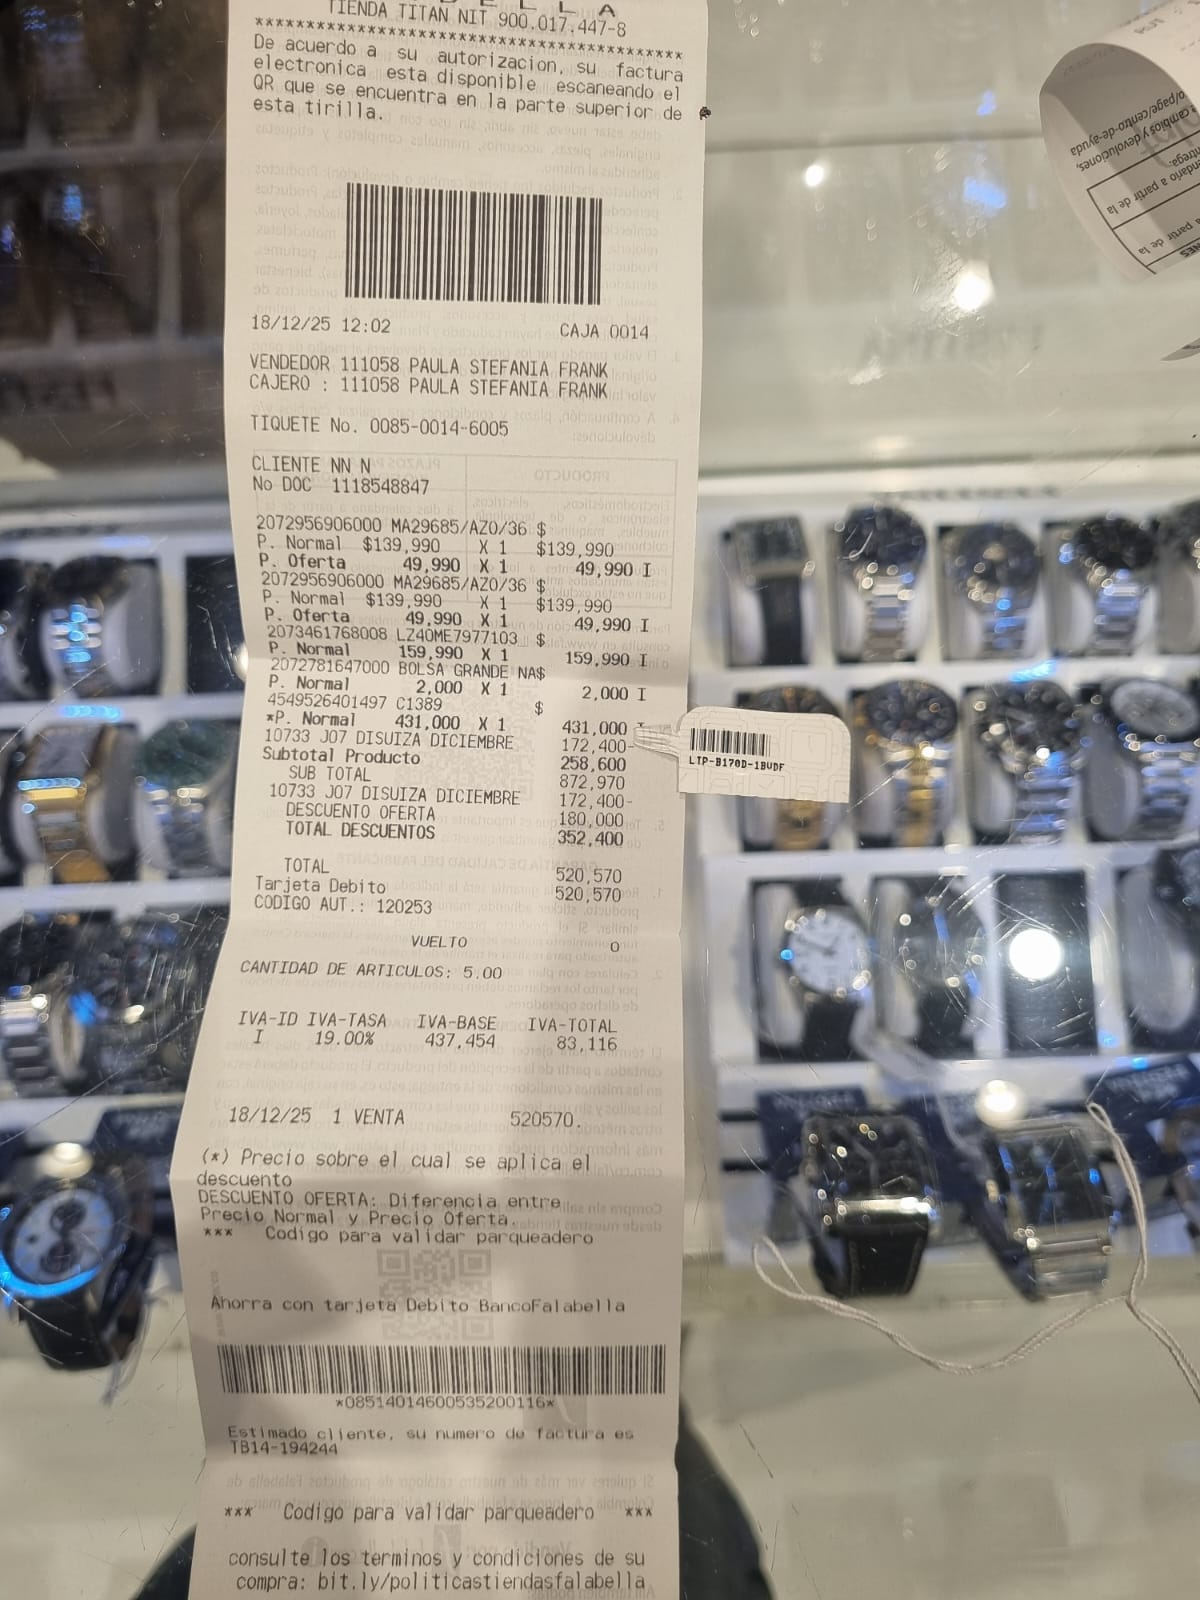 TIENDA TITAN NIT 900.017.447-8
****************************************
De acuerdo a su autorizacion, su factura
electronica esta disponible escaneando el
QR que se encuentra en la parte superior de
esta tirilla.
18/12/25 12:02 CAJA 0014
VENDEDOR 111058 PAULA STEFANIA FRANK
CAJERO : 111058 PAULA STEFANIA FRANK
TIQUETE No. 0085-0014-6005
CLIENTE NN N
No DOC 1118548847
2072956906000 MA29685/AZO/36 $
P. Normal $139,990 X 1 $139,990
P. Oferta 49,990 X 1 49,990 I
2072956906000 MA29685/AZO/36 $
P. Normal $139,990 X 1 $139,990
P. Oferta 49,990 X 1 49,990 I
2073461768008 LZ40ME7977103 $
P. Normal 159,990 X 1 159,990 I
2072781647000 BOLSA GRANDE NA$
P. Normal 2,000 X 1 2,000 I
4549526401497 C1389 $
*P. Normal 431,000 X 1 431,000
10733 J07 DISUIZA DICIEMBRE 172,400-
Subtotal Producto 258,600
SUB TOTAL 872,970
10733 J07 DISUIZA DICIEMBRE 172,400-
DESCUENTO OFERTA 180,000
TOTAL DESCUENTOS 352,400
TOTAL 520,570
Tarjeta Debito 520,570
CODIGO AUT.: 120253
VUELTO 0
CANTIDAD DE ARTICULOS: 5.00
IVA-ID IVA-TASA IVA-BASE IVA-TOTAL
I 19.00% 437,454 83,116
18/12/25 1 VENTA 520570.
(*) Precio sobre el cual se aplica el
descuento
DESCUENTO OFERTA: Diferencia entre
Precio Normal y Precio Oferta.
*** Codigo para validar parqueadero
Ahorra con tarjeta Debito BancoFalabella
*08514014600535200116*
Estimado cliente, su numero de factura es
TB14-194244
*** Codigo para validar parqueadero ***
consulte los terminos y condiciones de su
compra: bit.ly/politicastiendasfalabella
LTP-B170D-1BVDF
cambios y devoluciones,
o/page/centro-de-ayuda